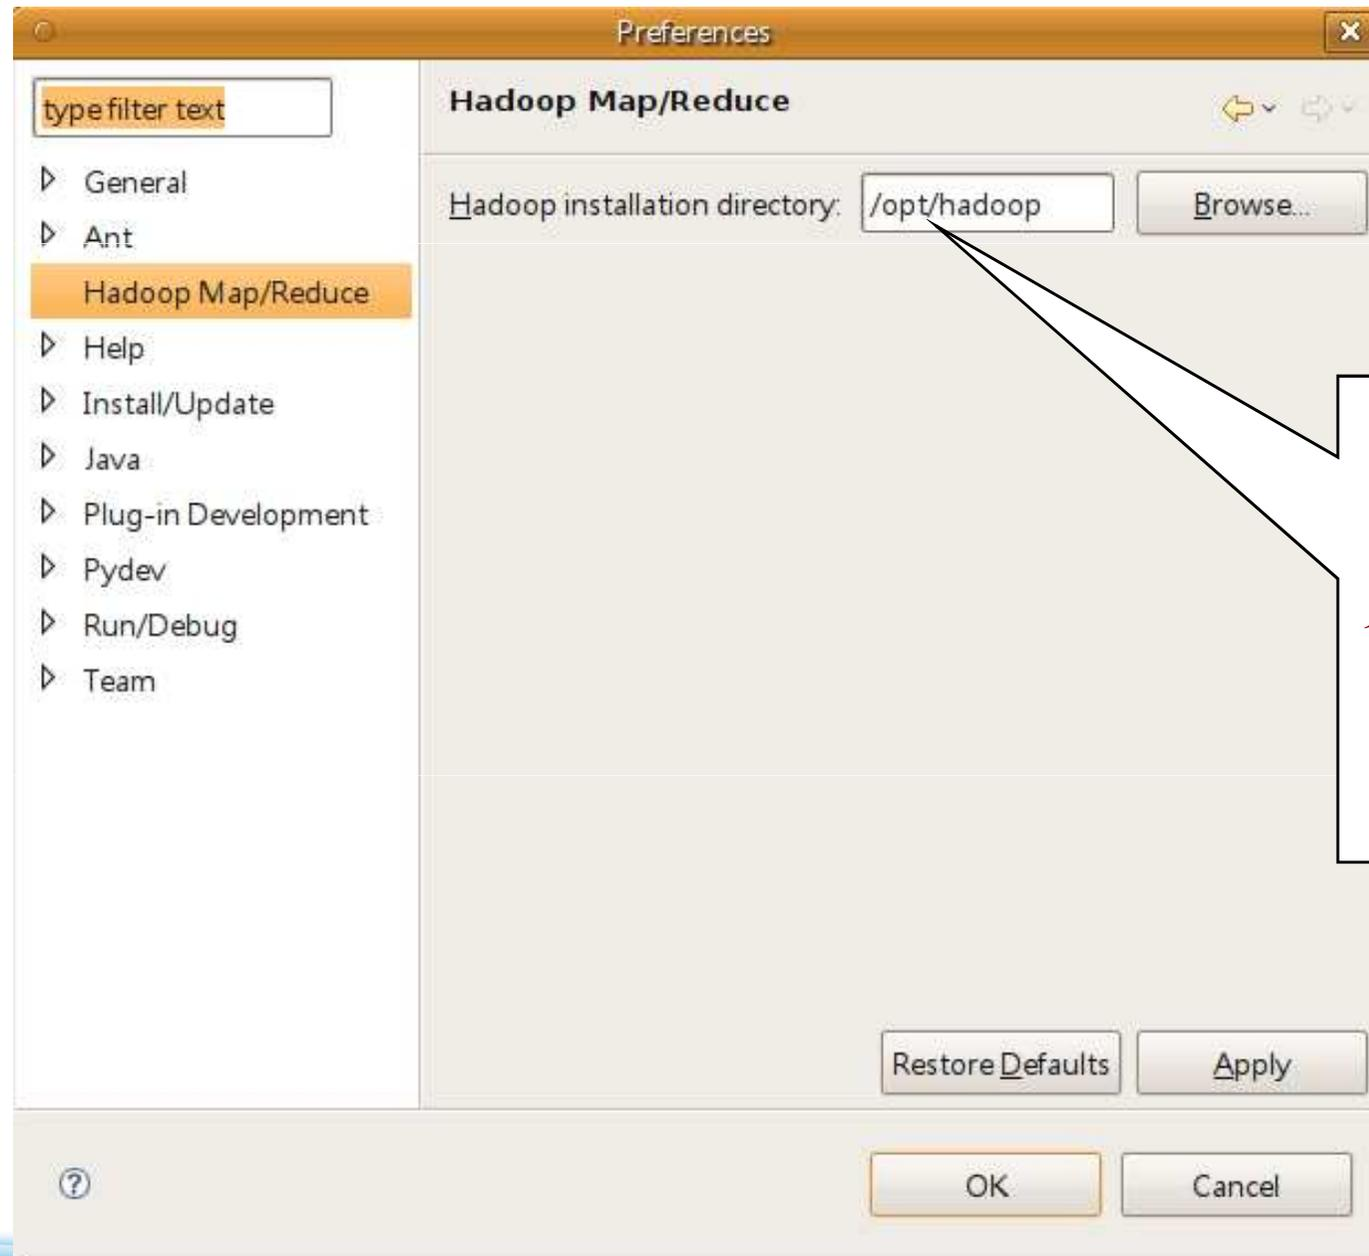 Preferences
type filter text
General
Ant
Hadoop Map/Reduce
Help
Install/Update
Java
Plug-in Development
Pydev
Run/Debug
Team
Hadoop Map/Reduce
Hadoop installation directory: /opt/hadoop Browse...
Restore Defaults Apply
OK Cancel